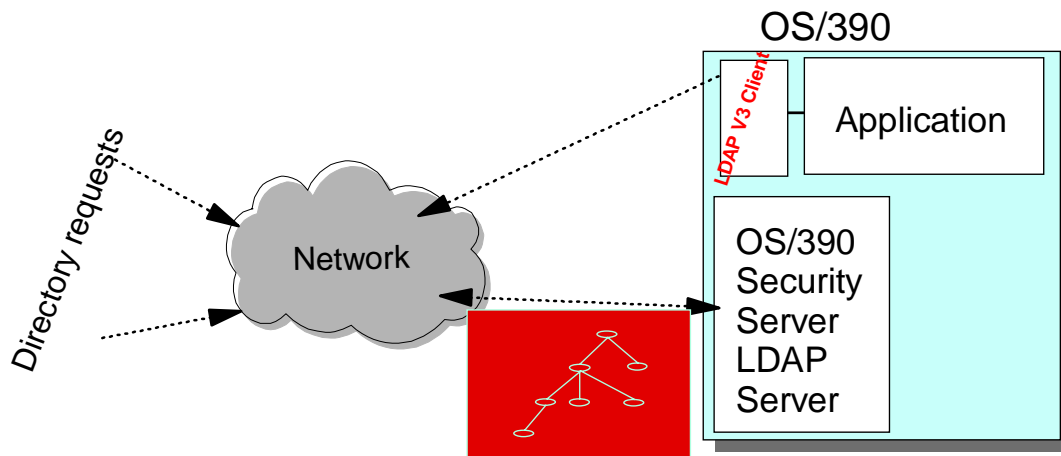 OS/390
LDAP V3 Client
Application
Directory requests
Network
OS/390
Security
Server
LDAP
Server